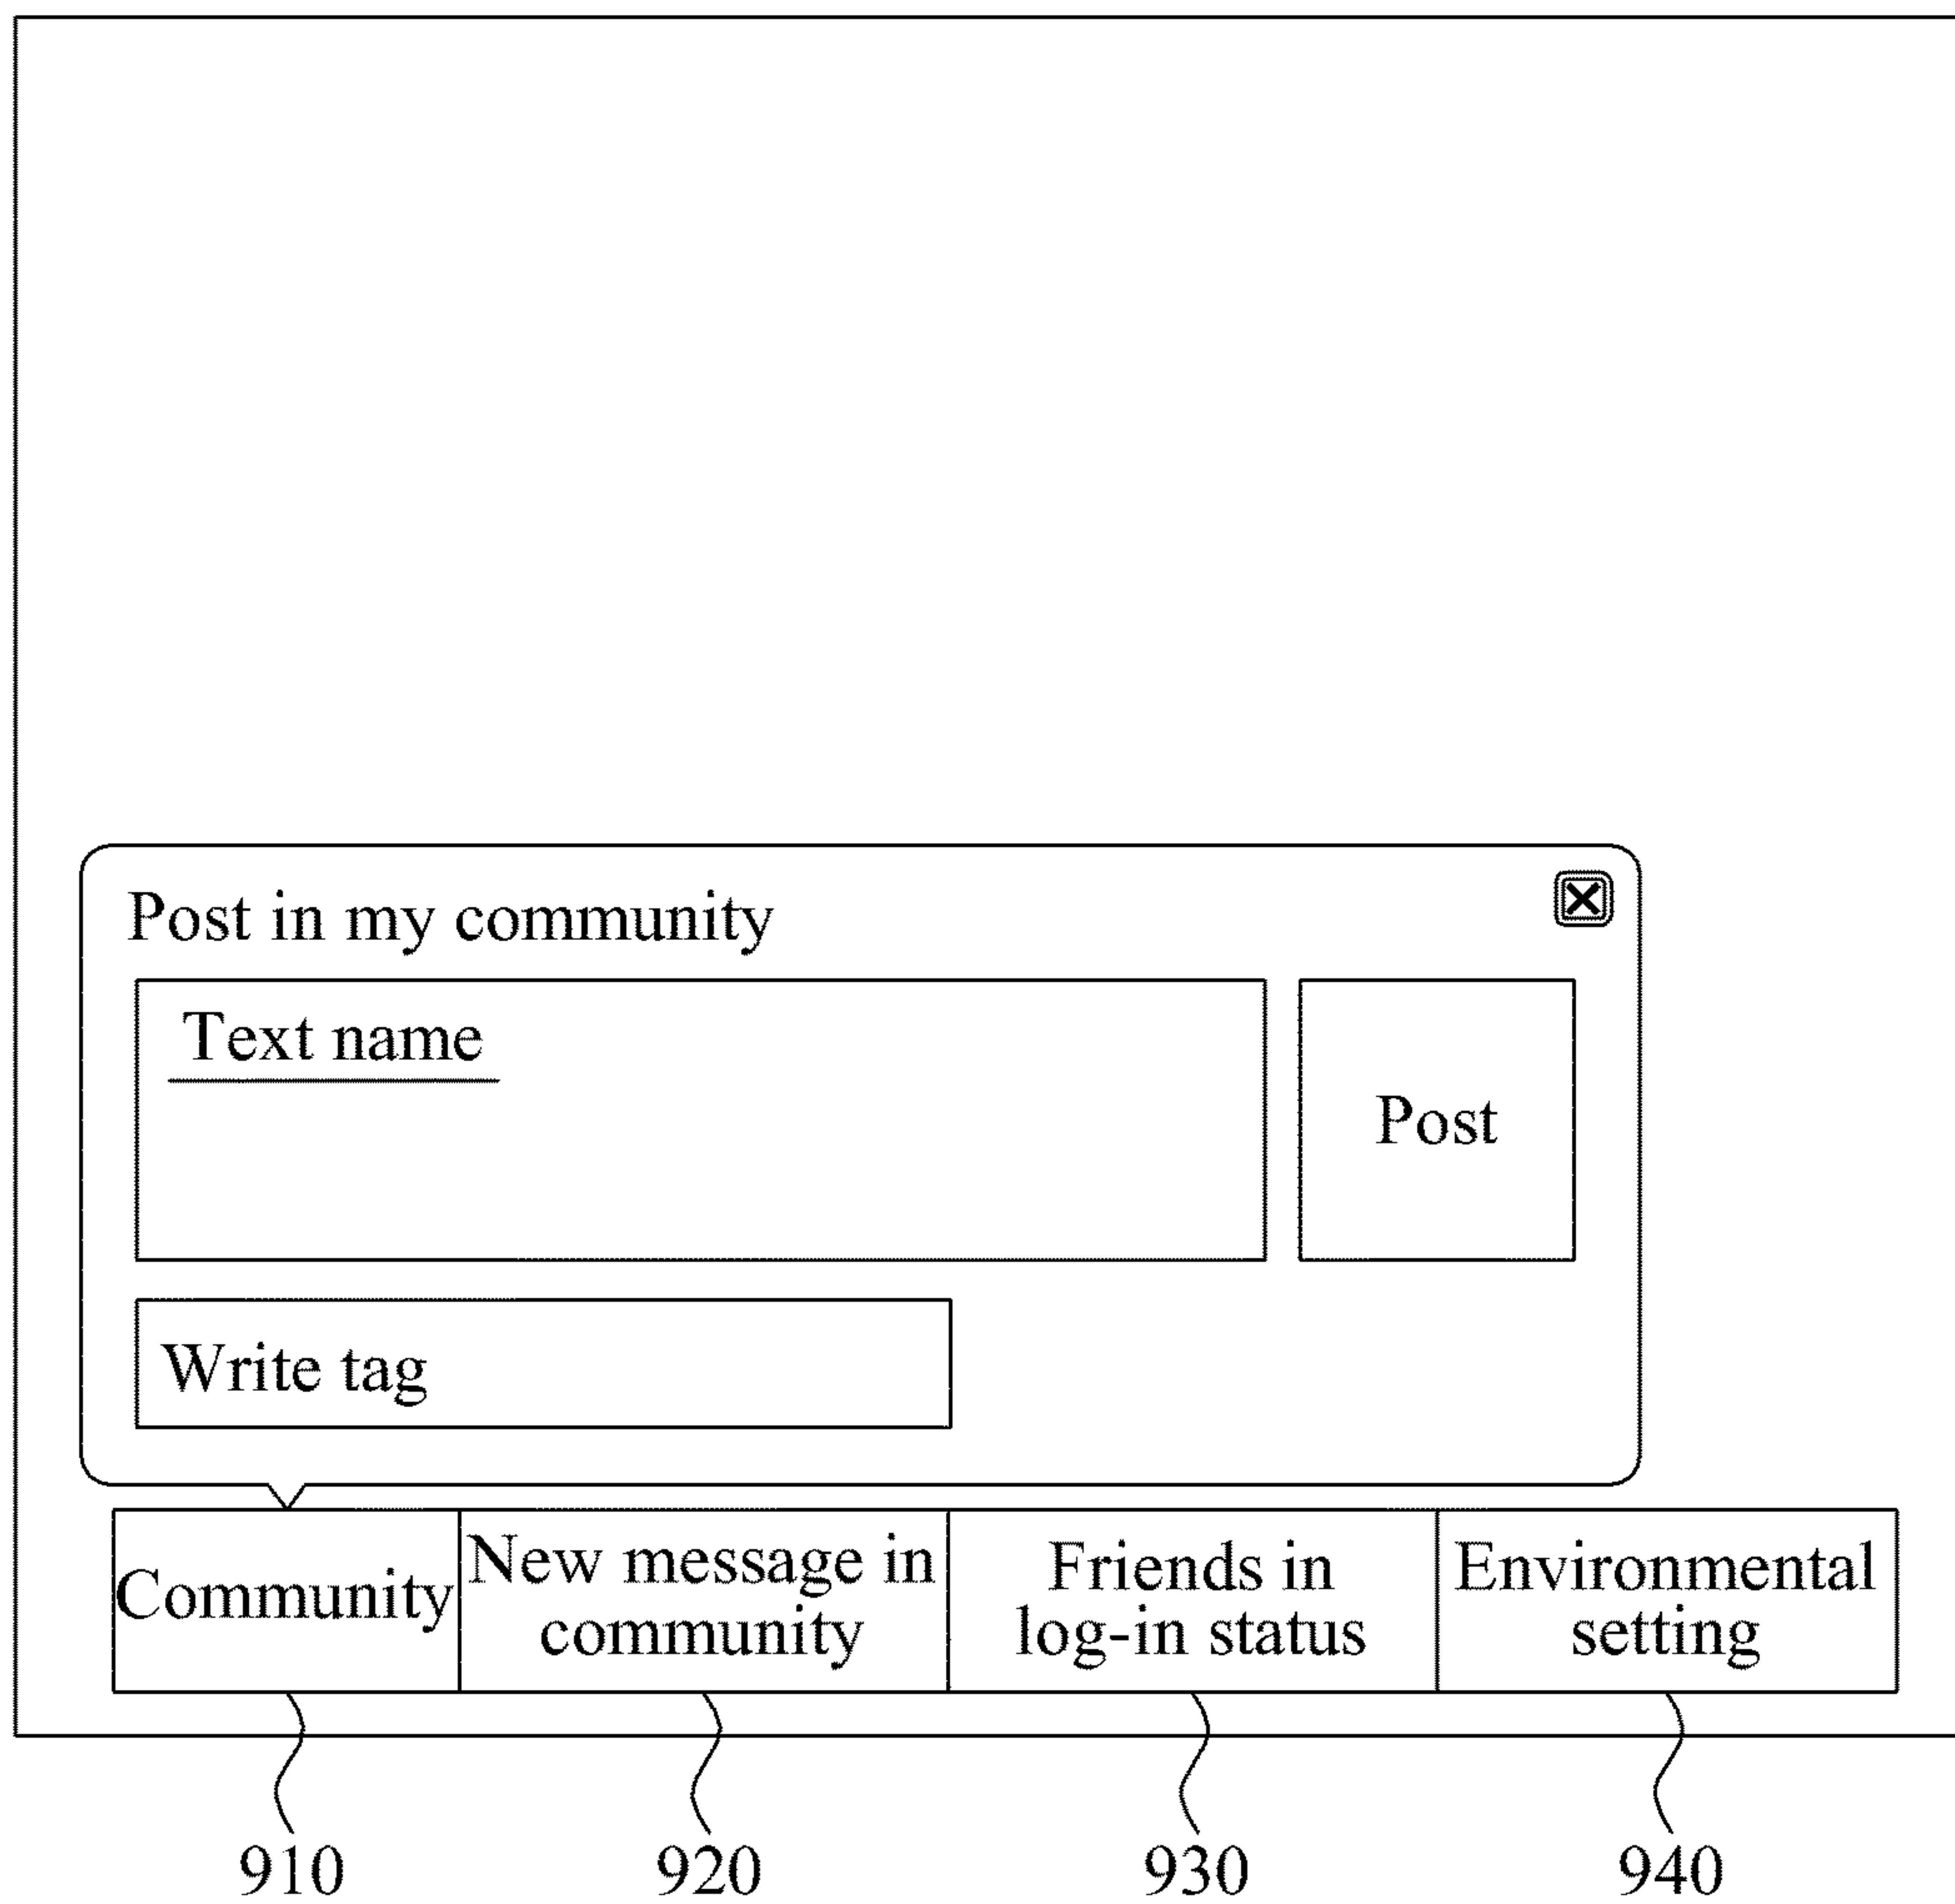 Post in my community
Text name
Post
Write tag
Community
New message in
community
Friends in
log-in status
Environmental
setting
910
920
930
940